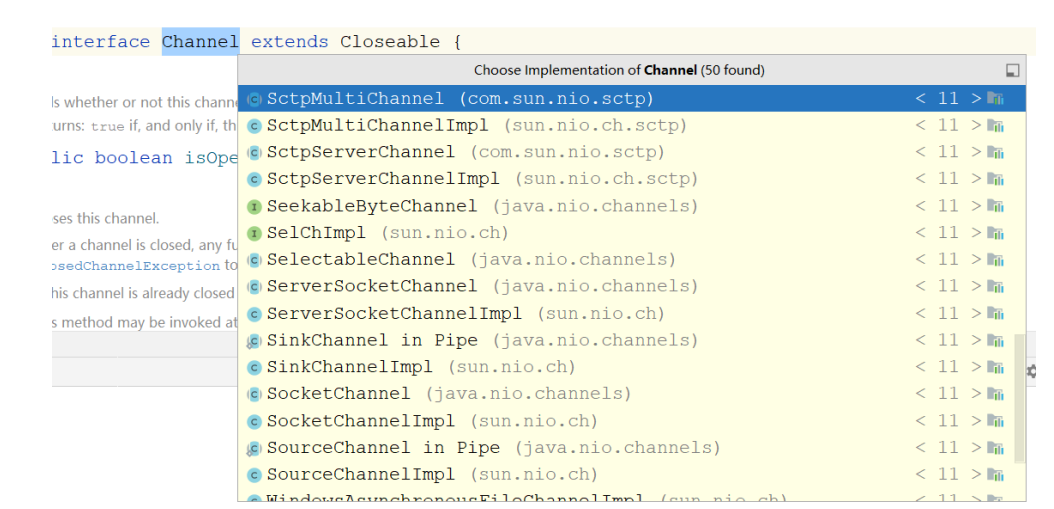 interface Channel extends Closeable {
Choose Implementation of Channel (50 found)
ls whether or not this chann
urns: true if, and only if, th
lic boolean isOpe
ses this channel.
er a channel is closed, any fu
osedChannelException to
his channel is already closed
s method may be invoked at
SctpMultiChannel (com.sun.nio.sctp) < 11 >
SctpMultiChannelImpl (sun.nio.ch.sctp) < 11 >
SctpServerChannel (com.sun.nio.sctp) < 11 >
SctpServerChannelImpl (sun.nio.ch.sctp) < 11 >
SeekableByteChannel (java.nio.channels) < 11 >
SelChImpl (sun.nio.ch) < 11 >
SelectableChannel (java.nio.channels) < 11 >
ServerSocketChannel (java.nio.channels) < 11 >
ServerSocketChannelImpl (sun.nio.ch) < 11 >
SinkChannel in Pipe (java.nio.channels) < 11 >
SinkChannelImpl (sun.nio.ch) < 11 >
SocketChannel (java.nio.channels) < 11 >
SocketChannelImpl (sun.nio.ch) < 11 >
SourceChannel in Pipe (java.nio.channels) < 11 >
SourceChannelImpl (sun.nio.ch) < 11 >
WindowsAsynchronousFileChannelImpl (sun.nio.ch) < 11 >